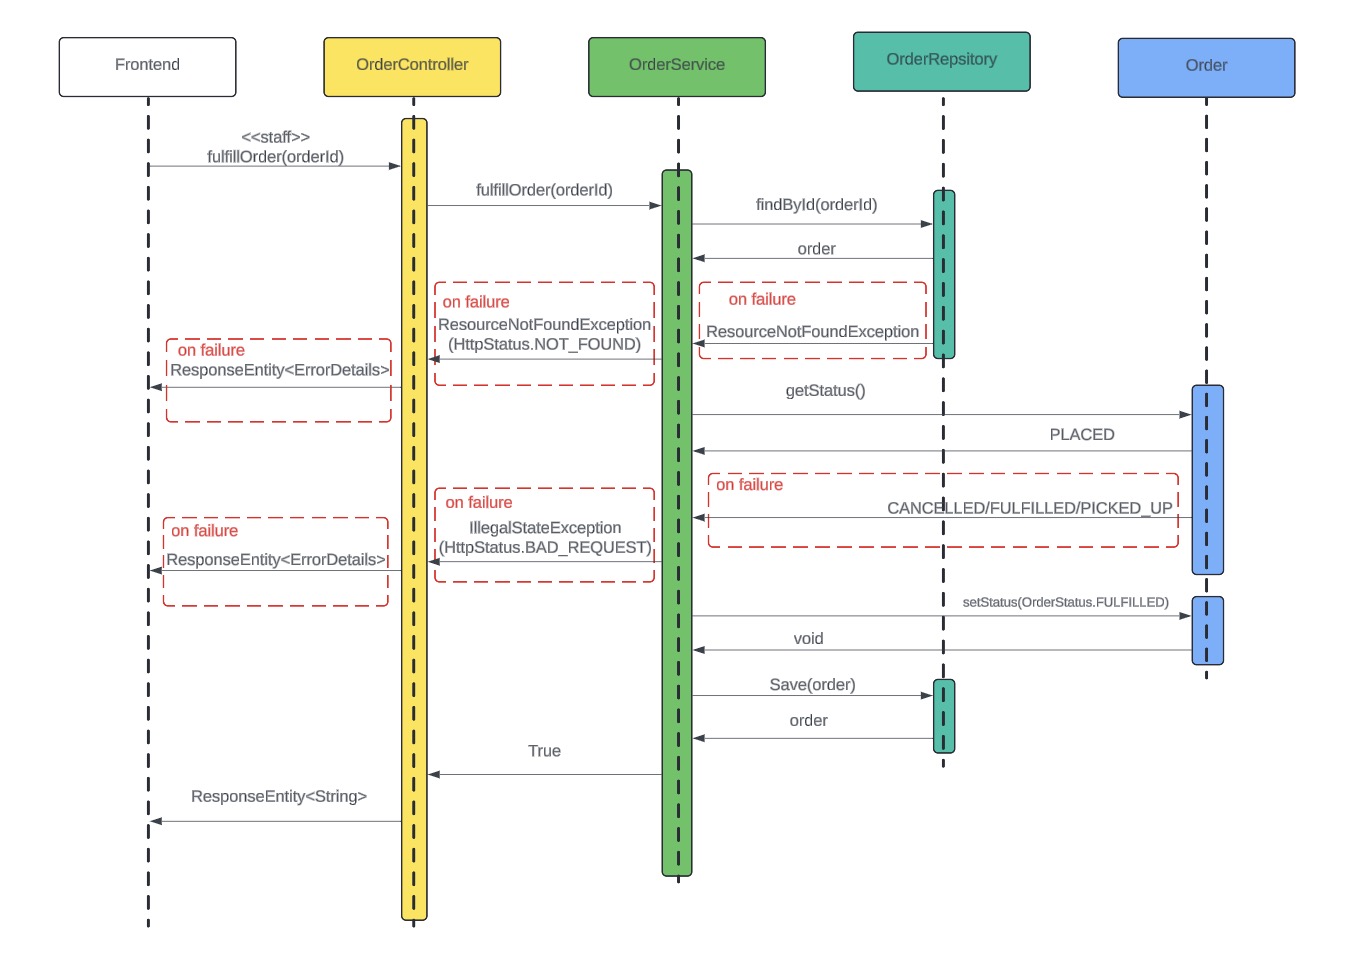 Frontend
OrderController
OrderService
OrderRepsitory
Order
<<staff>>
fulfillOrder(orderId)
fulfillOrder(orderId)
findById(orderId)
order
on failure
ResourceNotFoundException
on failure
ResourceNotFoundException
(HttpStatus.NOT_FOUND)
on failure
ResponseEntity<ErrorDetails>
getStatus()
PLACED
on failure
CANCELLED/FULFILLED/PICKED_UP
on failure
IllegalStateException
(HttpStatus.BAD_REQUEST)
on failure
ResponseEntity<ErrorDetails>
setStatus(OrderStatus.FULFILLED)
void
Save(order)
order
True
ResponseEntity<String>